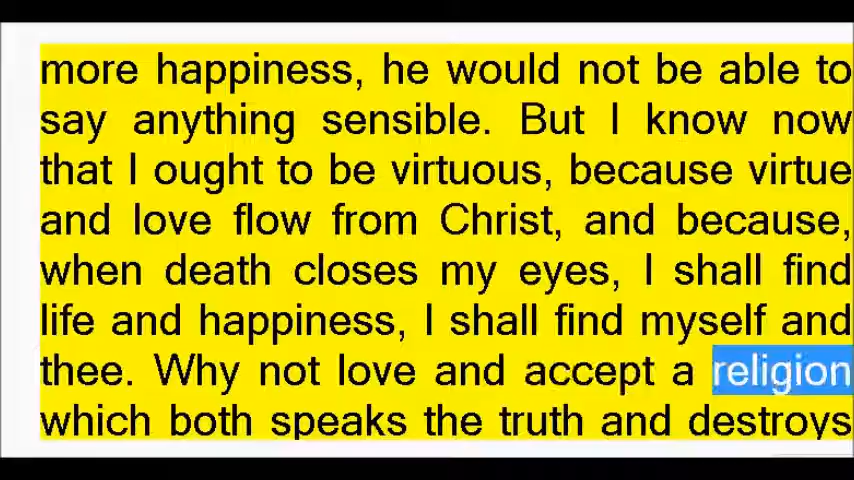 more happiness, he would not be able to
say anything sensible. But I know now
that I ought to be virtuous, because virtue
and love flow from Christ, and because,
when death closes my eyes, I shall find
life and happiness, I shall find myself and
thee. Why not love and accept a religion
which both speaks the truth and destroys